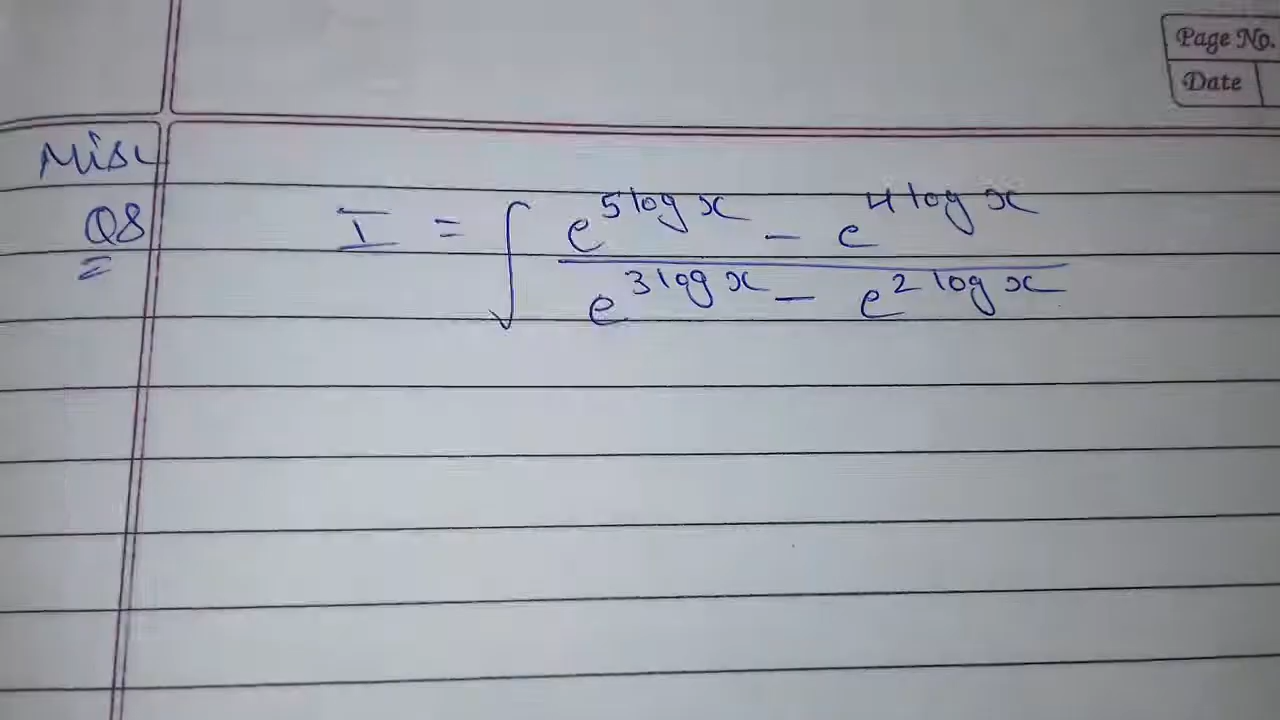 Page No.
Date
Misc
Q8 I = ∫ (e^{5 log x} - e^{4 log x}) / (e^{3 log x} - e^{2 log x})